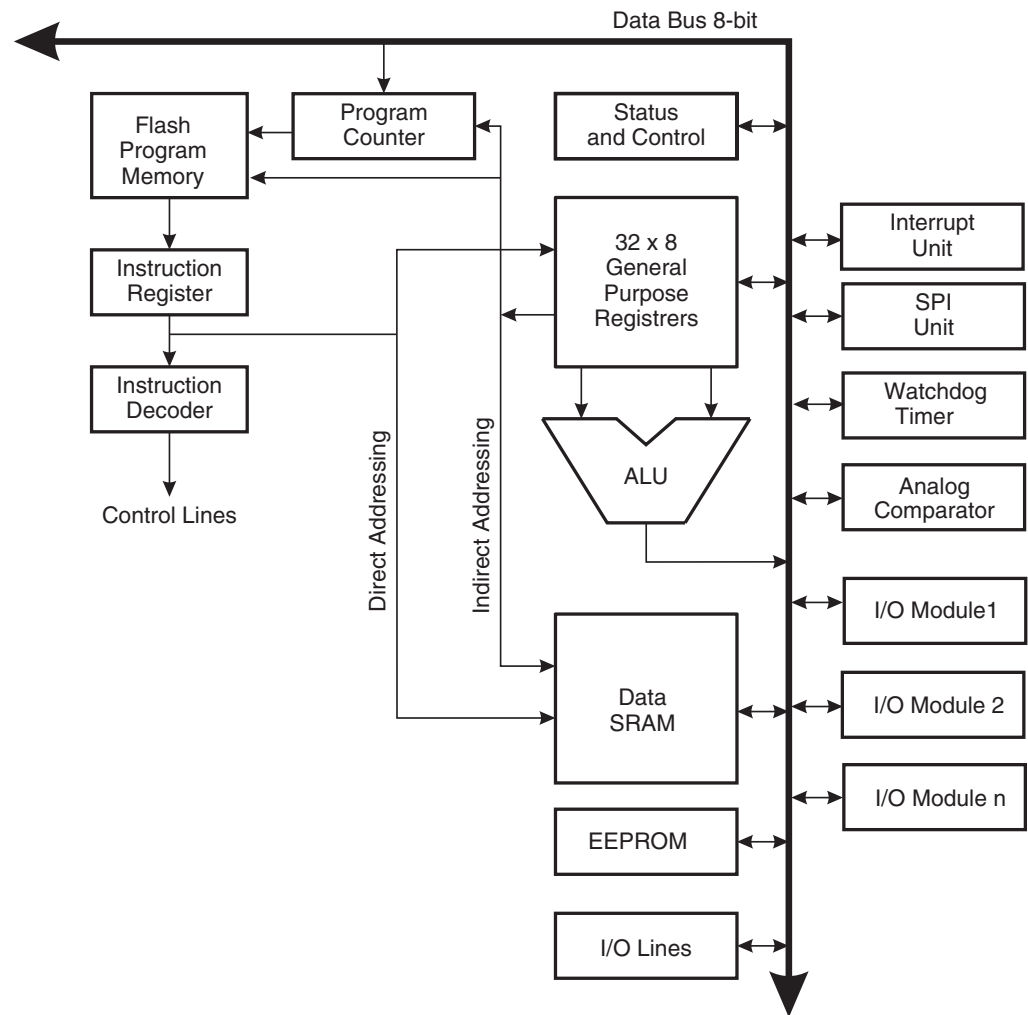 Data Bus 8-bit
Flash
Program
Memory
Program
Counter
Status
and Control
32 x 8
General
Purpose
Registrers
Interrupt
Unit
Instruction
Register
SPI
Unit
Instruction
Decoder
Watchdog
Timer
Control Lines
Direct Addressing
Indirect Addressing
ALU
Analog
Comparator
I/O Module1
Data
SRAM
I/O Module 2
I/O Module n
EEPROM
I/O Lines